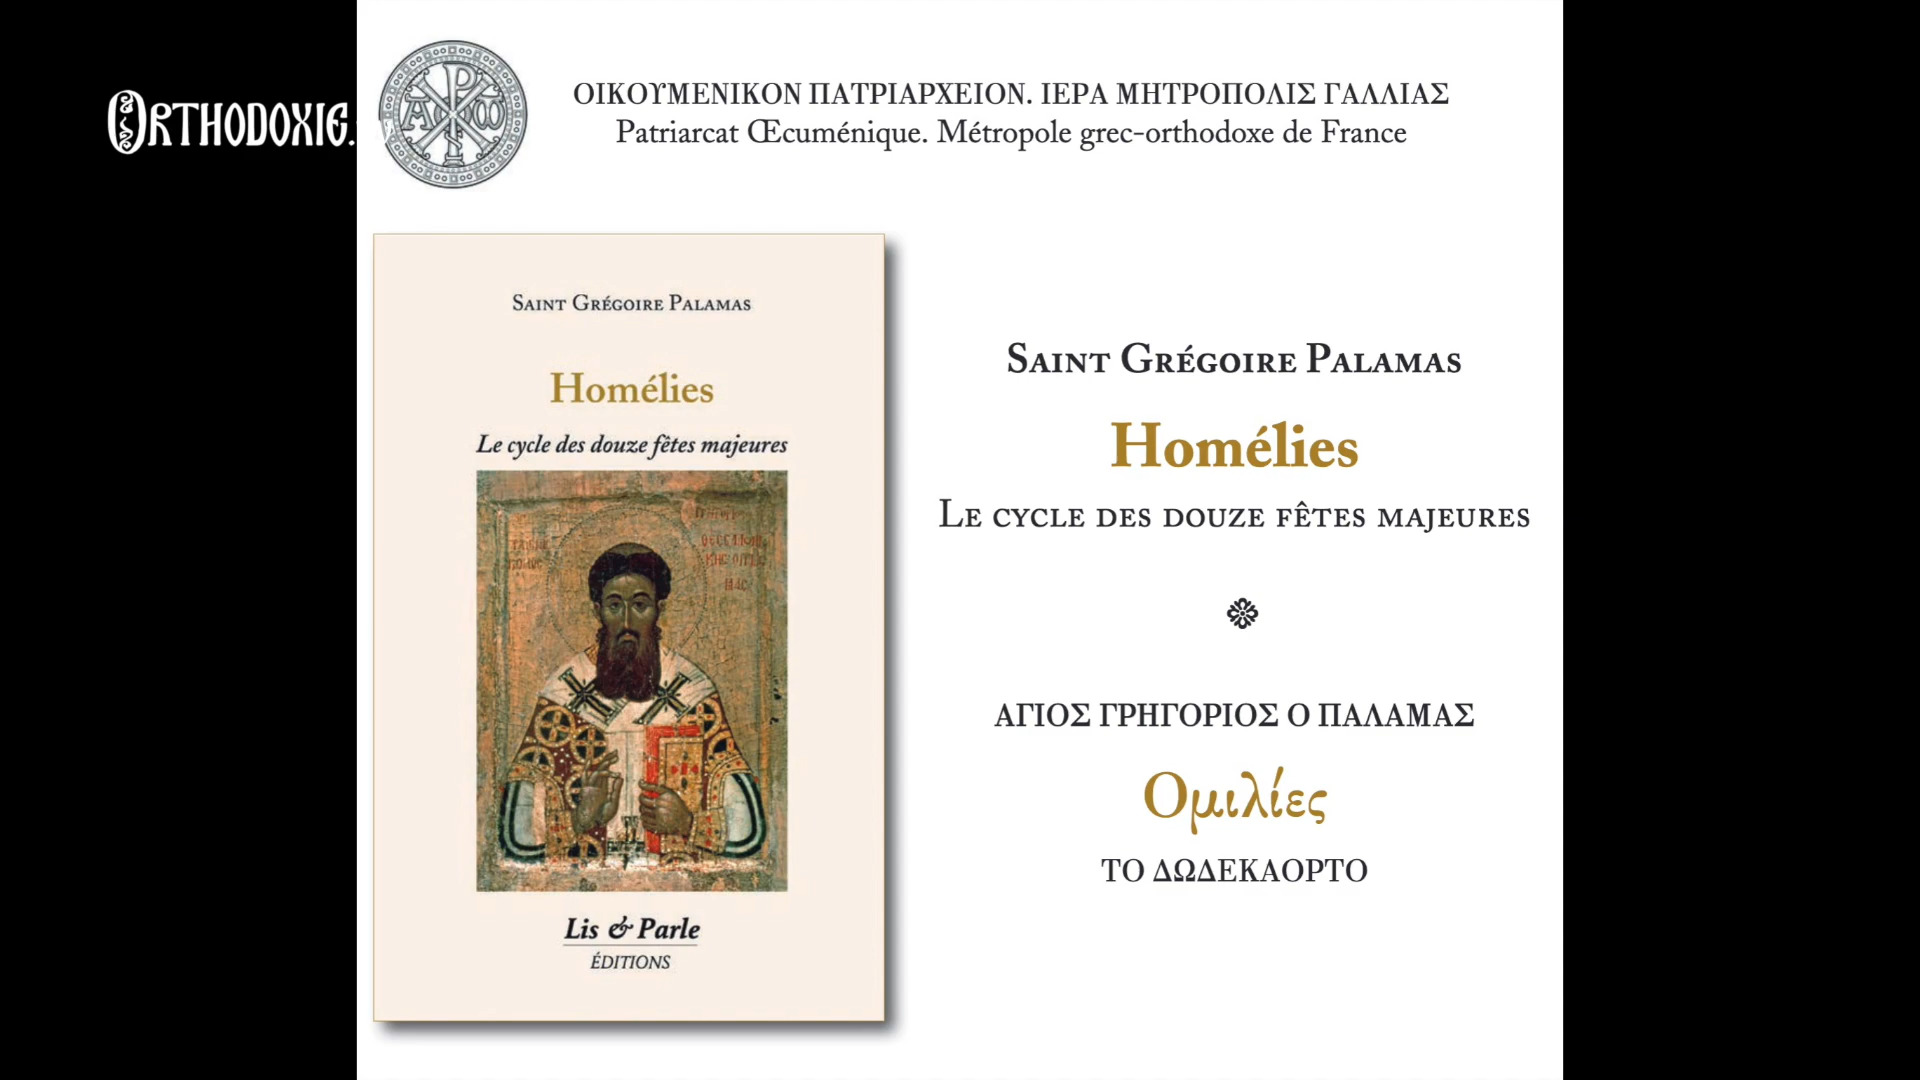 ORTHODOXIE.
ΟΙΚΟΥΜΕΝΙΚΟΝ ΠΑΤΡΙΑΡΧΕΙΟΝ. ΙΕΡΑ ΜΗΤΡΟΠΟΛΙΣ ΓΑΛΛΙΑΣ
Patriarcat Œcuménique. Métropole grec-orthodoxe de France
SAINT GRÉGOIRE PALAMAS
Homélies
Le cycle des douze fêtes majeures
Lis & Parle
ÉDITIONS
SAINT GRÉGOIRE PALAMAS
Homélies
LE CYCLE DES DOUZE FÊTES MAJEURES
ΑΓΙΟΣ ΓΡΗΓΟΡΙΟΣ Ο ΠΑΛΑΜΑΣ
Ομιλίες
ΤΟ ΔΩΔΕΚΑΟΡΤΟ